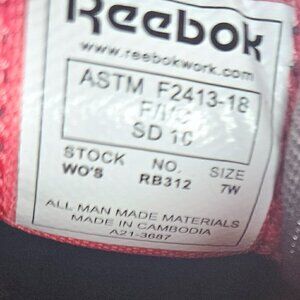 Reebok
www.reebokwork.com
ASTM F2413-18
SD 10
STOCK NO. SIZE
WO'S RB312 7W
ALL MAN MADE MATERIALS
MADE IN CAMBODIA
A21-3687